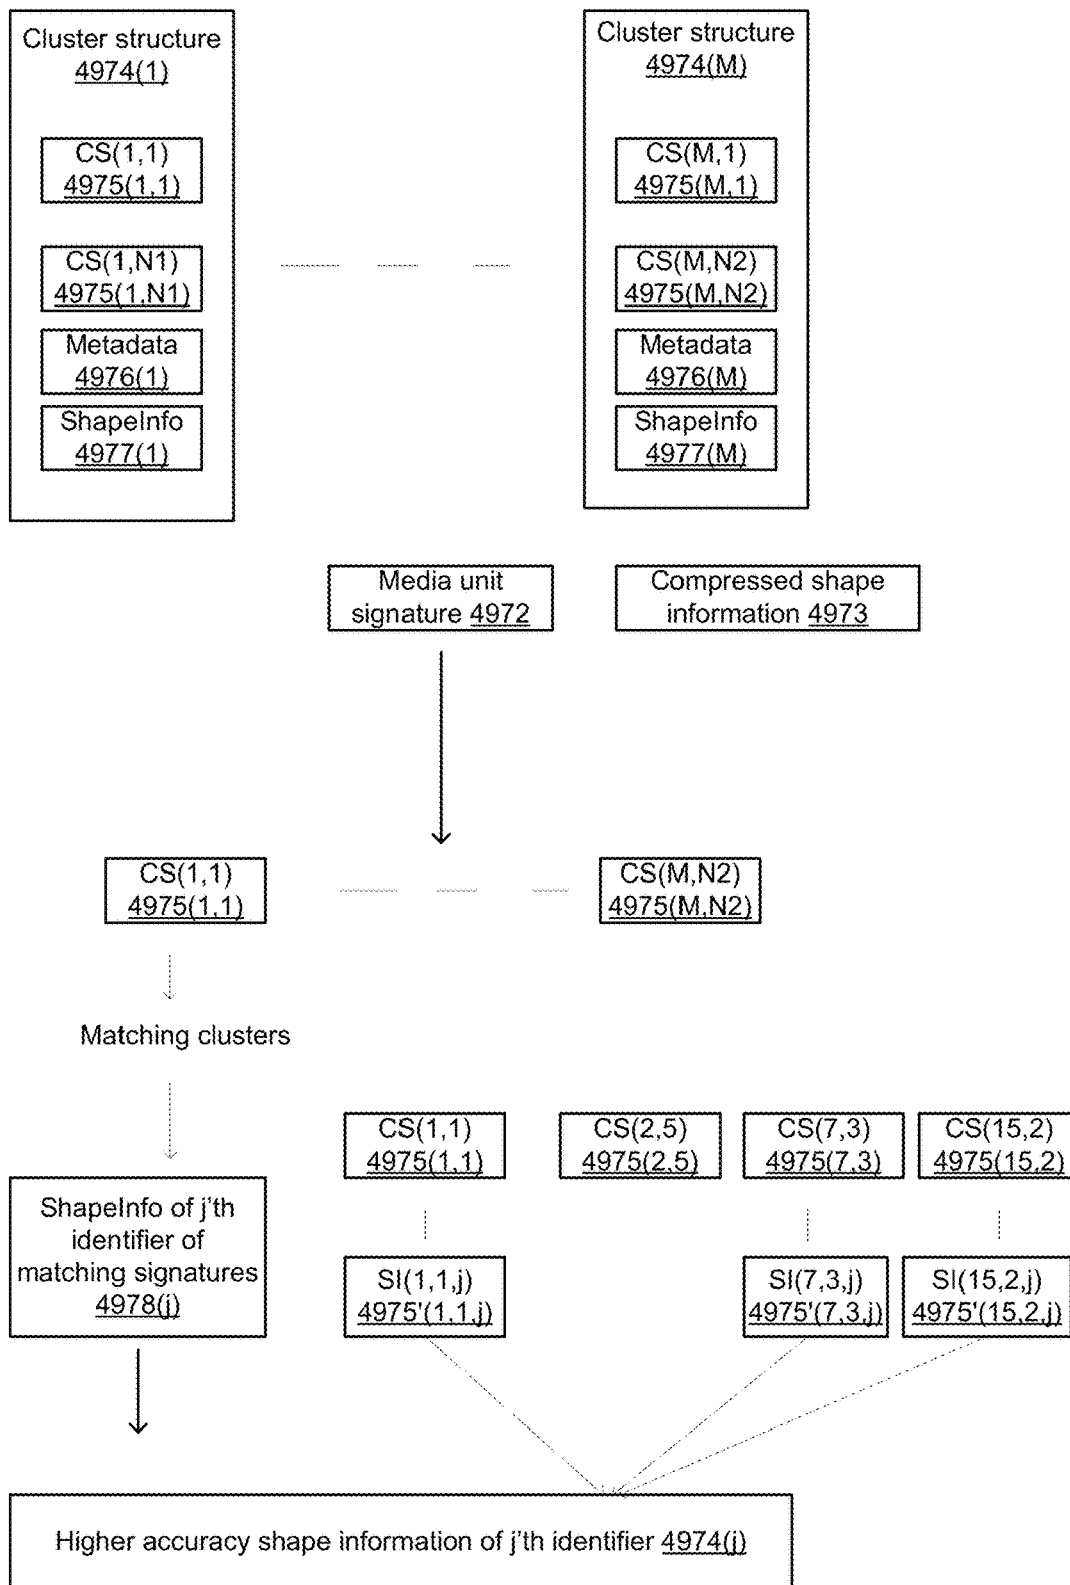 Cluster structure
4974(1)
CS(1,1)
4975(1,1)
CS(1,N1)
4975(1,N1)
Metadata
4976(1)
ShapeInfo
4977(1)
Cluster structure
4974(M)
CS(M,1)
4975(M,1)
CS(M,N2)
4975(M,N2)
Metadata
4976(M)
ShapeInfo
4977(M)
Media unit
signature 4972
Compressed shape
information 4973
CS(1,1)
4975(1,1)
CS(M,N2)
4975(M,N2)
Matching clusters
CS(1,1)
4975(1,1)
CS(2,5)
4975(2,5)
CS(7,3)
4975(7,3)
CS(15,2)
4975(15,2)
ShapeInfo of j'th
identifier of
matching signatures
4978(j)
SI(1,1,j)
4975'(1,1,j)
SI(7,3,j)
4975'(7,3,j)
SI(15,2,j)
4975'(15,2,j)
Higher accuracy shape information of j'th identifier 4974(j)